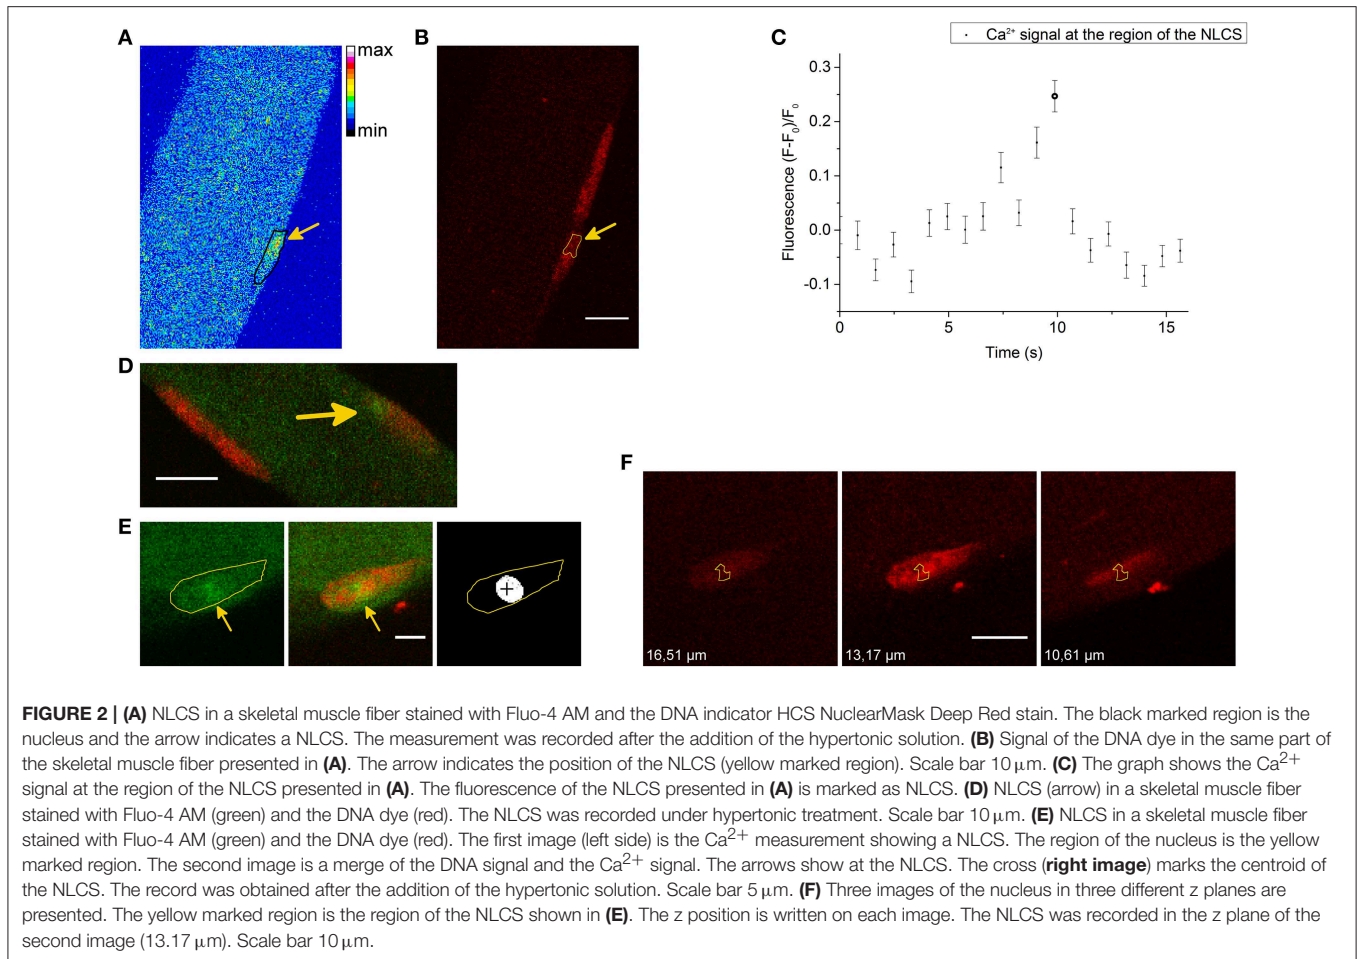 A
max
min
B
C
Ca²⁺ signal at the region of the NLCS
0.3
0.2
0.1
0.0
-0.1
Fluorescence (F-F₀)/F₀
0
5
10
15
Time (s)
D
E
F
16,51 µm
13,17 µm
10,61 µm
FIGURE 2 | (A) NLCS in a skeletal muscle fiber stained with Fluo-4 AM and the DNA indicator HCS NuclearMask Deep Red stain. The black marked region is the
nucleus and the arrow indicates a NLCS. The measurement was recorded after the addition of the hypertonic solution. (B) Signal of the DNA dye in the same part of
the skeletal muscle fiber presented in (A). The arrow indicates the position of the NLCS (yellow marked region). Scale bar 10 µm. (C) The graph shows the Ca²⁺
signal at the region of the NLCS presented in (A). The fluorescence of the NLCS presented in (A) is marked as NLCS. (D) NLCS (arrow) in a skeletal muscle fiber
stained with Fluo-4 AM (green) and the DNA dye (red). The NLCS was recorded under hypertonic treatment. Scale bar 10 µm. (E) NLCS in a skeletal muscle fiber
stained with Fluo-4 AM (green) and the DNA dye (red). The first image (left side) is the Ca²⁺ measurement showing a NLCS. The region of the nucleus is the yellow
marked region. The second image is a merge of the DNA signal and the Ca²⁺ signal. The arrows show at the NLCS. The cross (right image) marks the centroid of
the NLCS. The record was obtained after the addition of the hypertonic solution. Scale bar 5 µm. (F) Three images of the nucleus in three different z planes are
presented. The yellow marked region is the region of the NLCS shown in (E). The z position is written on each image. The NLCS was recorded in the z plane of the
second image (13.17 µm). Scale bar 10 µm.